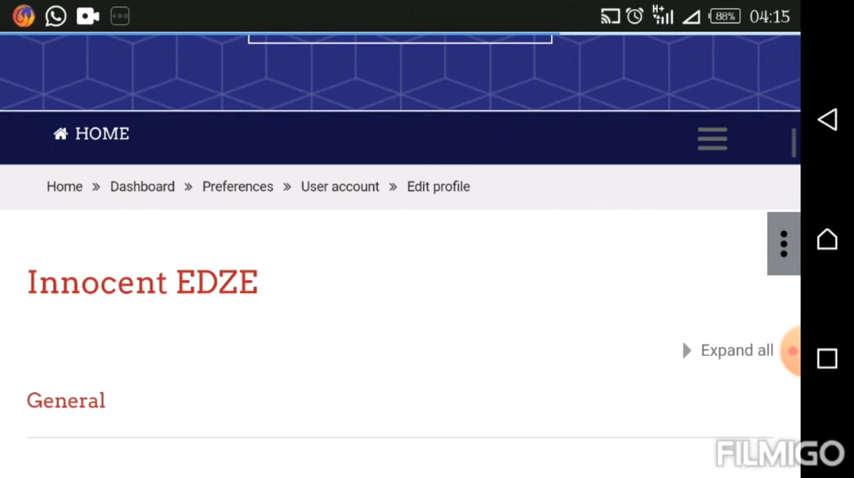 H+ 88% 04:15
HOME
Home » Dashboard » Preferences » User account » Edit profile
Innocent EDZE
Expand all
General
FILMIGO